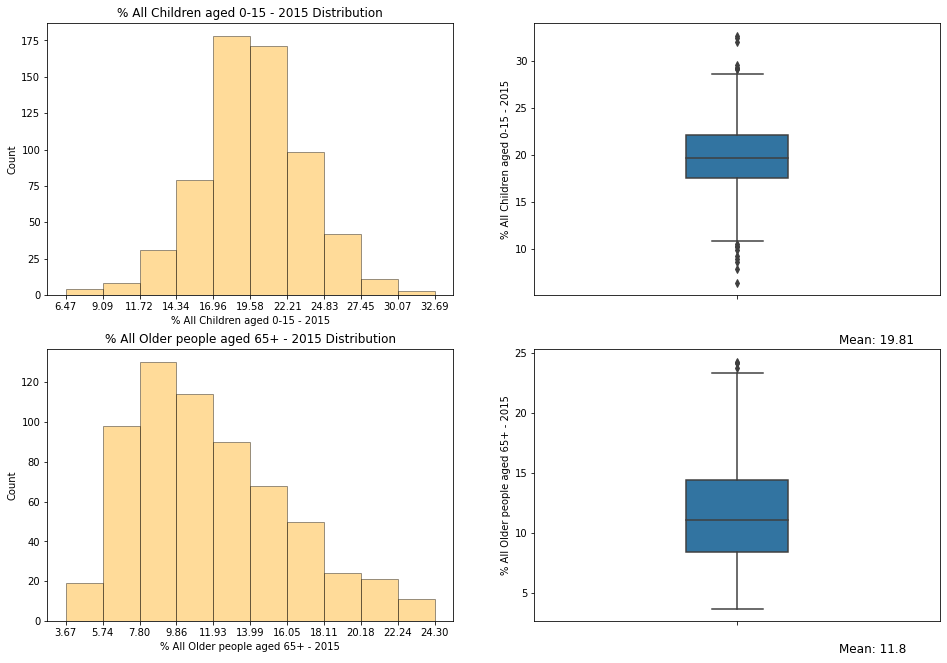 % All Children aged 0-15 - 2015 Distribution
175
150
125
100
75
50
25
0
Count
6.47 9.09 11.72 14.34 16.96 19.58 22.21 24.83 27.45 30.07 32.69
% All Children aged 0-15 - 2015
30
25
20
15
10
% All Children aged 0-15 - 2015
Mean: 19.81
% All Older people aged 65+ - 2015 Distribution
120
100
80
60
40
20
0
Count
3.67 5.74 7.80 9.86 11.93 13.99 16.05 18.11 20.18 22.24 24.30
% All Older people aged 65+ - 2015
25
20
15
10
5
% All Older people aged 65+ - 2015
Mean: 11.8